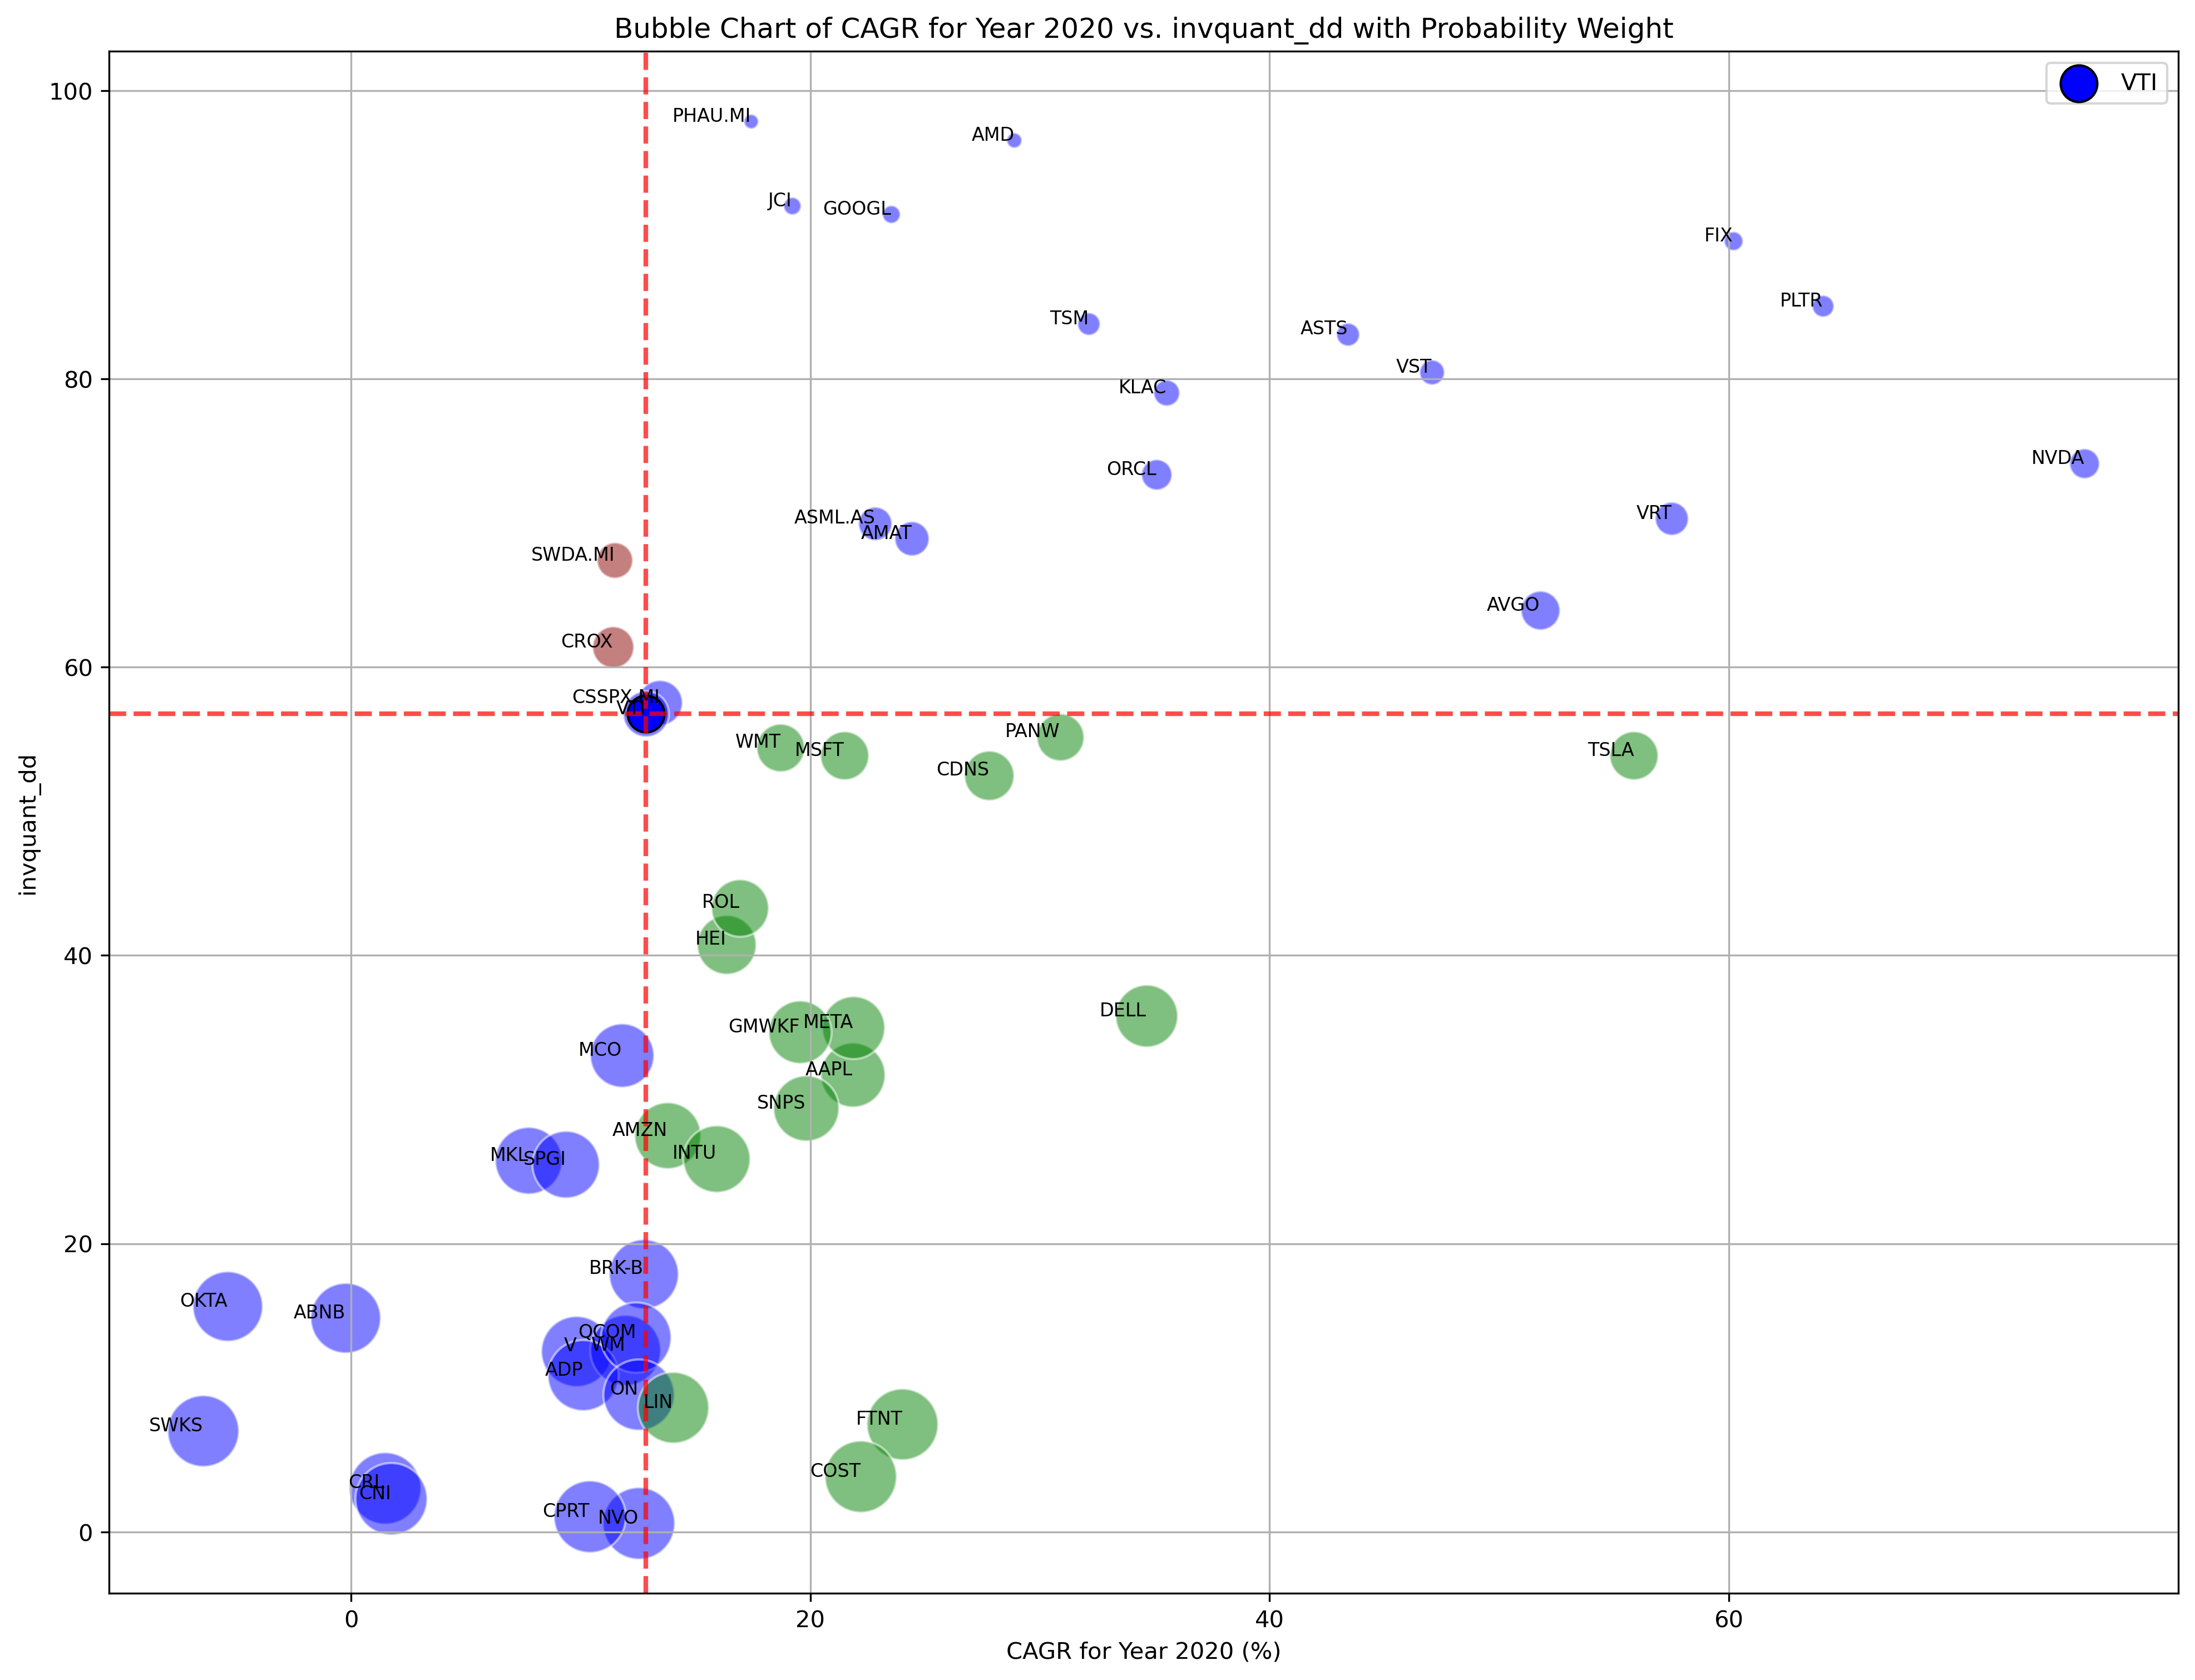 Bubble Chart of CAGR for Year 2020 vs. invquant_dd with Probability Weight
VTI
100
80
60
40
20
0
invquant_dd
PHAU.MI
AMD
JCI
GOOGL
FIX
PLTR
TSM
ASTS
VST
KLAC
NVDA
ORCL
VRT
ASML.AS
AMAT
SWDA.MI
AVGO
CROX
CSSPX.MI
VTI
PANW
WMT
MSFT
TSLA
CDNS
ROL
HEI
DELL
META
GMWKF
MCO
AAPL
SNPS
AMZN
INTU
MKL
SPGI
BRK-B
OKTA
ABNB
QCOM
V
WM
ADP
ON
LIN
FTNT
SWKS
COST
CRL
CNI
CPRT
NVO
0
20
40
60
CAGR for Year 2020 (%)